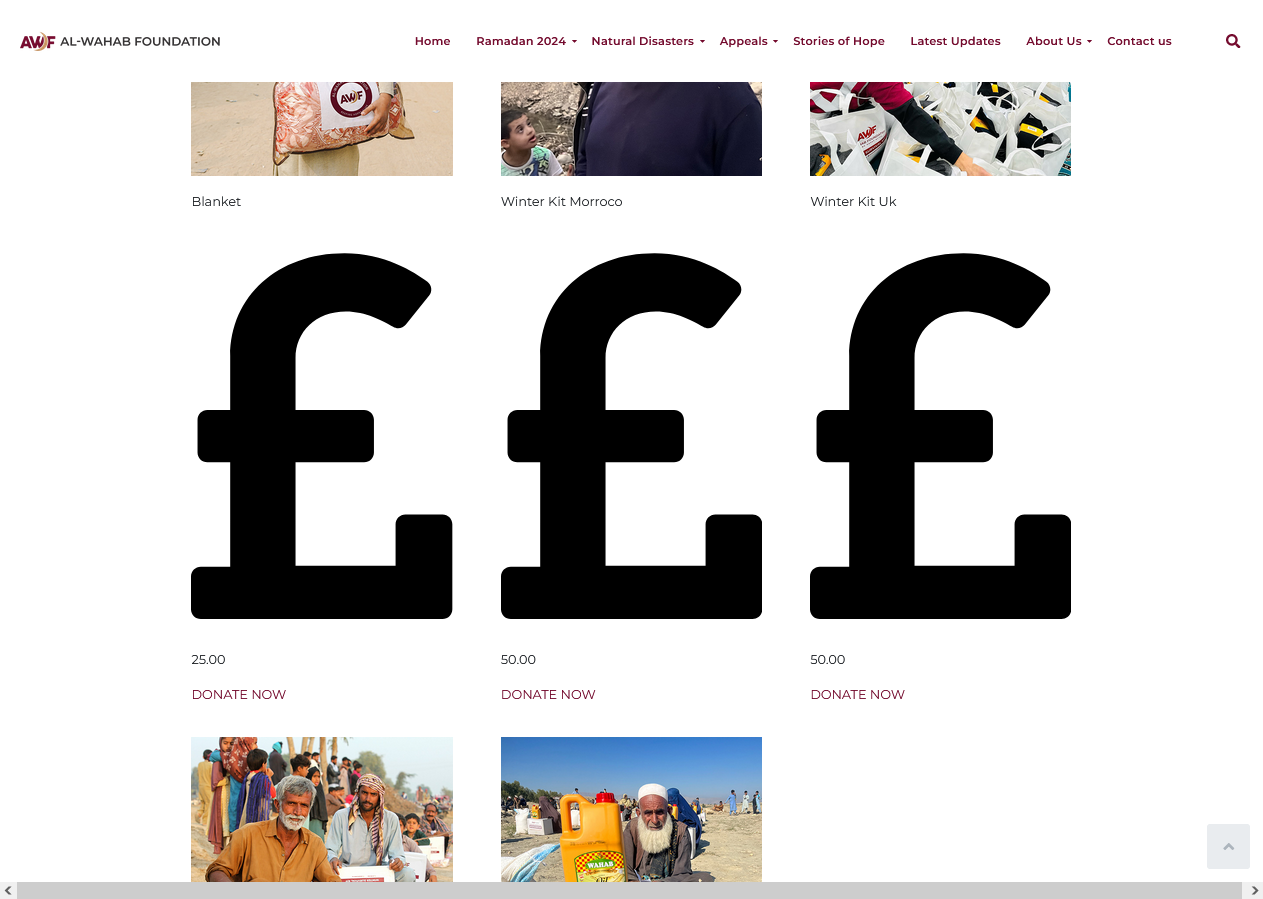 AWF AL-WAHAB FOUNDATION
Home Ramadan 2024 Natural Disasters Appeals Stories of Hope Latest Updates About Us Contact us
AWF
AWF
Blanket
Winter Kit Morroco
Winter Kit Uk
£
£
£
25.00
50.00
50.00
DONATE NOW
DONATE NOW
DONATE NOW
WAHAB